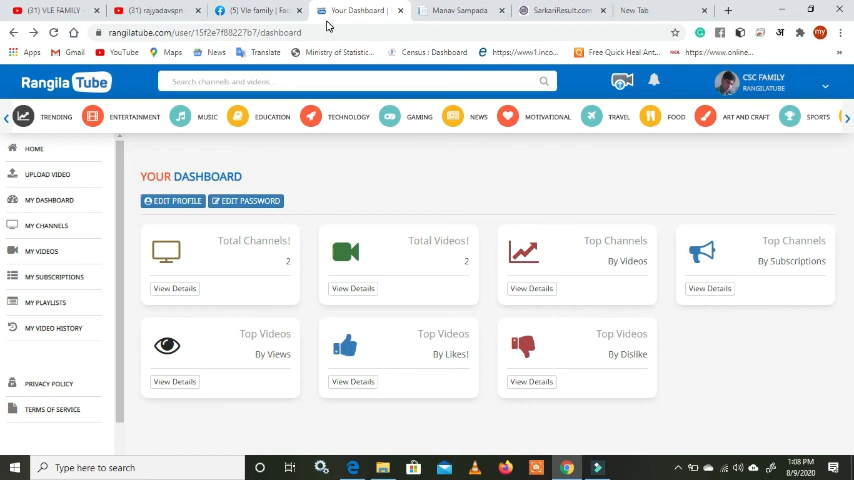 (31) VLE FAMILY - (31) rajyadavspn - (5) Vle family | Fac Your Dashboard | Manav Sampada SarkariResult.com New Tab
rangilatube.com/user/15f2e7f88227b7/dashboard
Apps Gmail YouTube Maps News Translate Ministry of Statistic... Census : Dashboard https://www1.inco... Free Quick Heal Ant... https://www.online...
Rangila Tube Search channels and videos... CSC FAMILY
RANGILATUBE
TRENDING ENTERTAINMENT MUSIC EDUCATION TECHNOLOGY GAMING NEWS MOTIVATIONAL TRAVEL FOOD ART AND CRAFT SPORTS
HOME
UPLOAD VIDEO
MY DASHBOARD
MY CHANNELS
MY VIDEOS
MY SUBSCRIPTIONS
MY PLAYLISTS
MY VIDEO HISTORY
PRIVACY POLICY
TERMS OF SERVICE
YOUR DASHBOARD
EDIT PROFILE EDIT PASSWORD
Total Channels! Total Videos! Top Channels Top Channels
2 2 By Videos By Subscriptions
View Details View Details View Details View Details
Top Videos Top Videos Top Videos
By Views By Likes! By Dislike
View Details View Details View Details
Type here to search
1:08 PM
8/9/2020